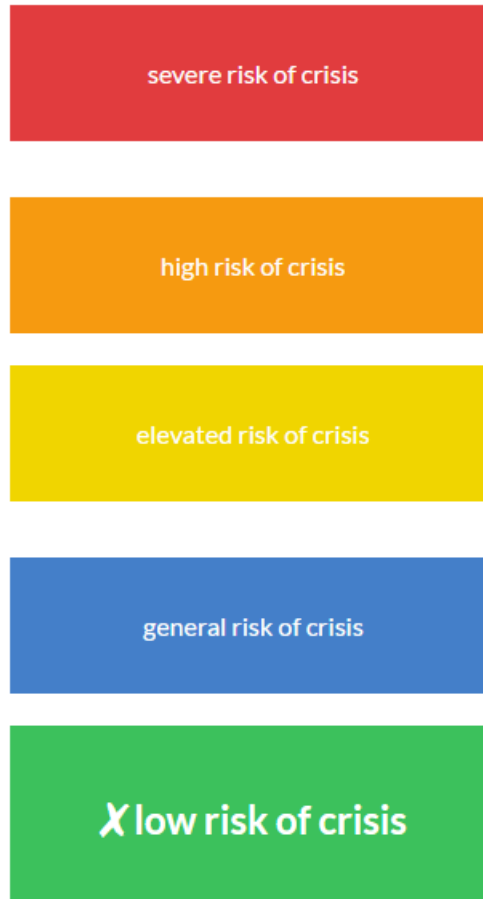 severe risk of crisis
high risk of crisis
elevated risk of crisis
general risk of crisis
✗ low risk of crisis